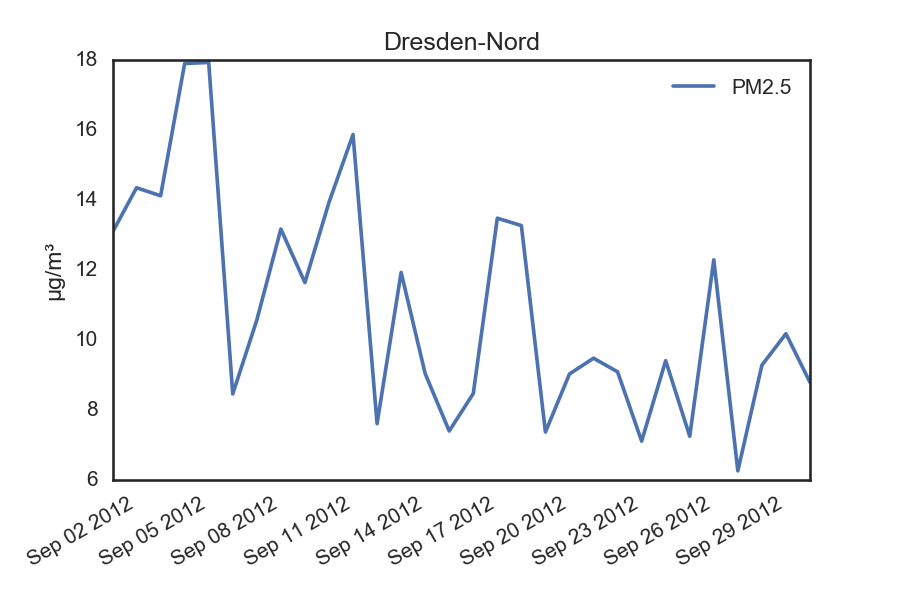 Dresden-Nord
PM2.5
µg/m³
18
16
14
12
10
8
6
Sep 02 2012
Sep 05 2012
Sep 08 2012
Sep 11 2012
Sep 14 2012
Sep 17 2012
Sep 20 2012
Sep 23 2012
Sep 26 2012
Sep 29 2012